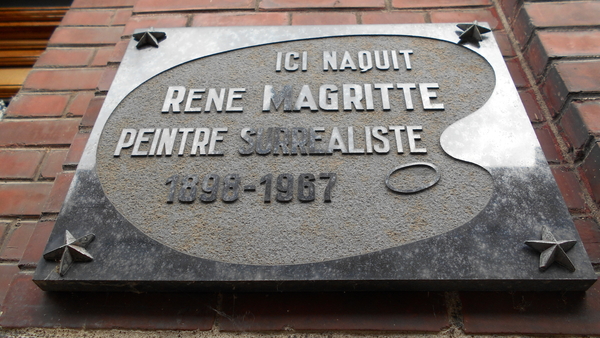 ICI NAQUIT
RENE MAGRITTE
PEINTRE SURREALISTE
1898-1967